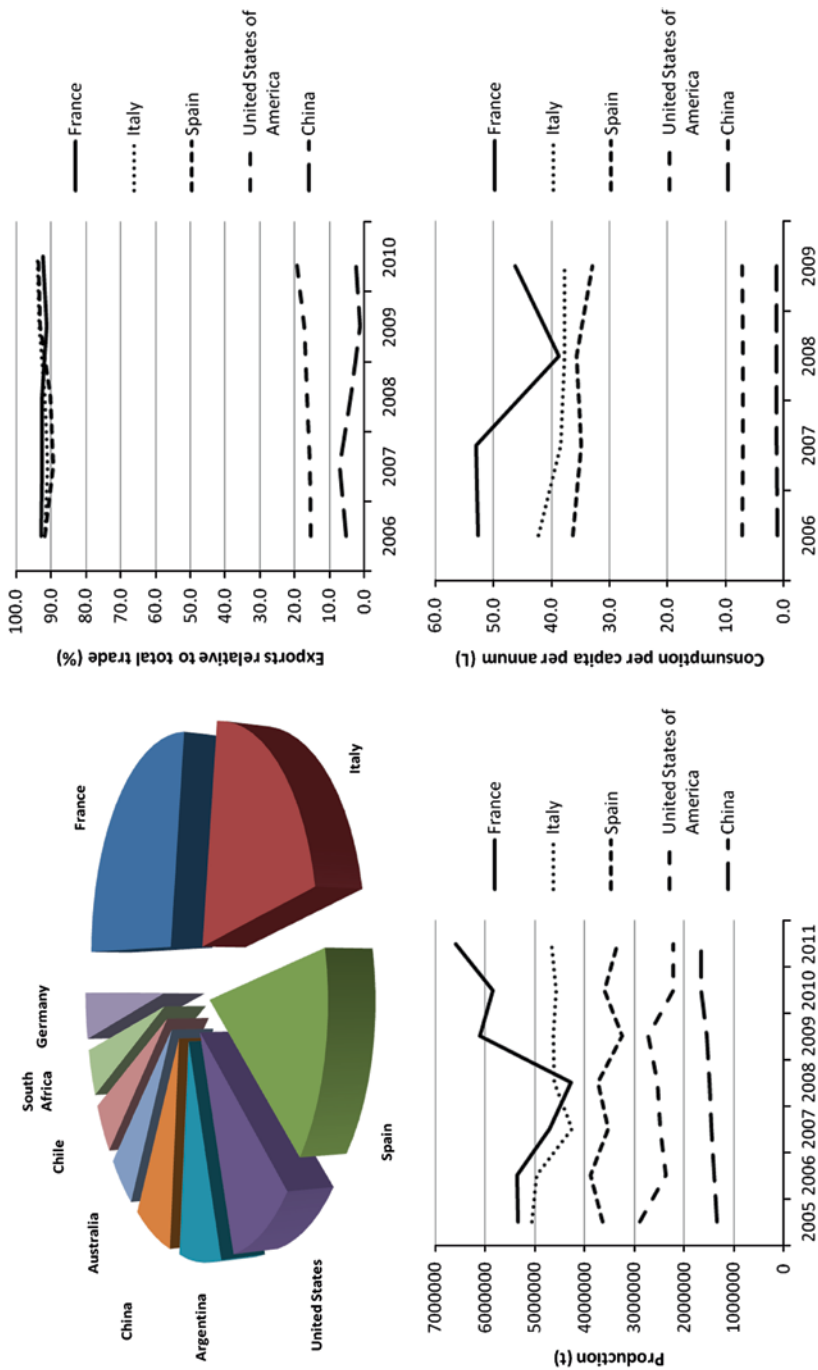 France
Italy
Spain
United States
Argentina
China
Australia
Chile
South
Africa
Germany
Exports relative to total trade (%)
100.0
90.0
80.0
70.0
60.0
50.0
40.0
30.0
20.0
10.0
0.0
2006
2007
2008
2009
2010
France
Italy
Spain
United States of
America
China
Production (t)
7000000
6000000
5000000
4000000
3000000
2000000
1000000
0
2005
2006
2007
2008
2009
2010
2011
France
Italy
Spain
United States of
America
China
Consumption per capita per annum (L)
60.0
50.0
40.0
30.0
20.0
10.0
0.0
2006
2007
2008
2009
France
Italy
Spain
United States of
America
China